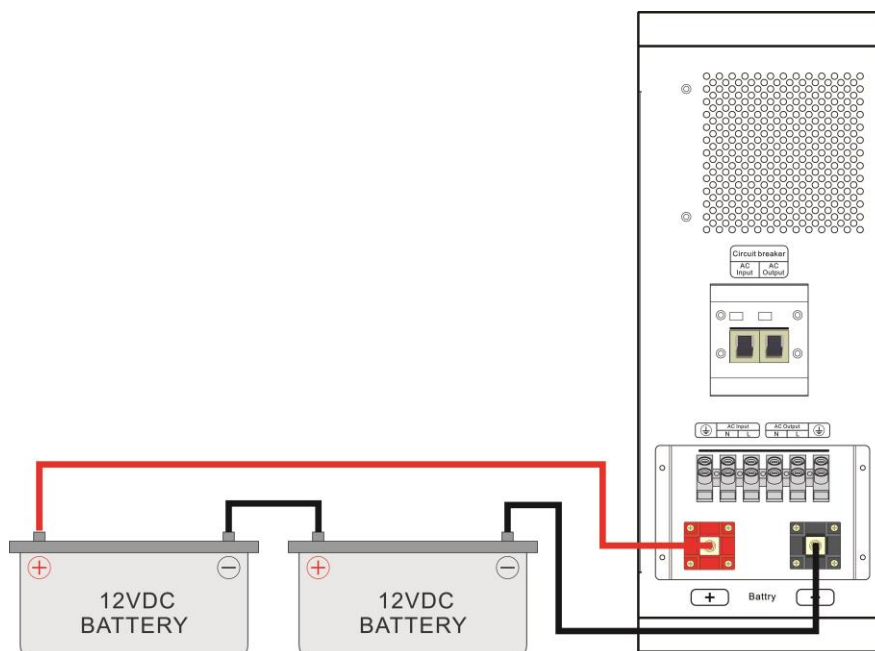 Circuit breaker
AC Input AC Output
AC Input AC Output
N L N L
+ Battry −
+ − + −
12VDC 12VDC
BATTERY BATTERY